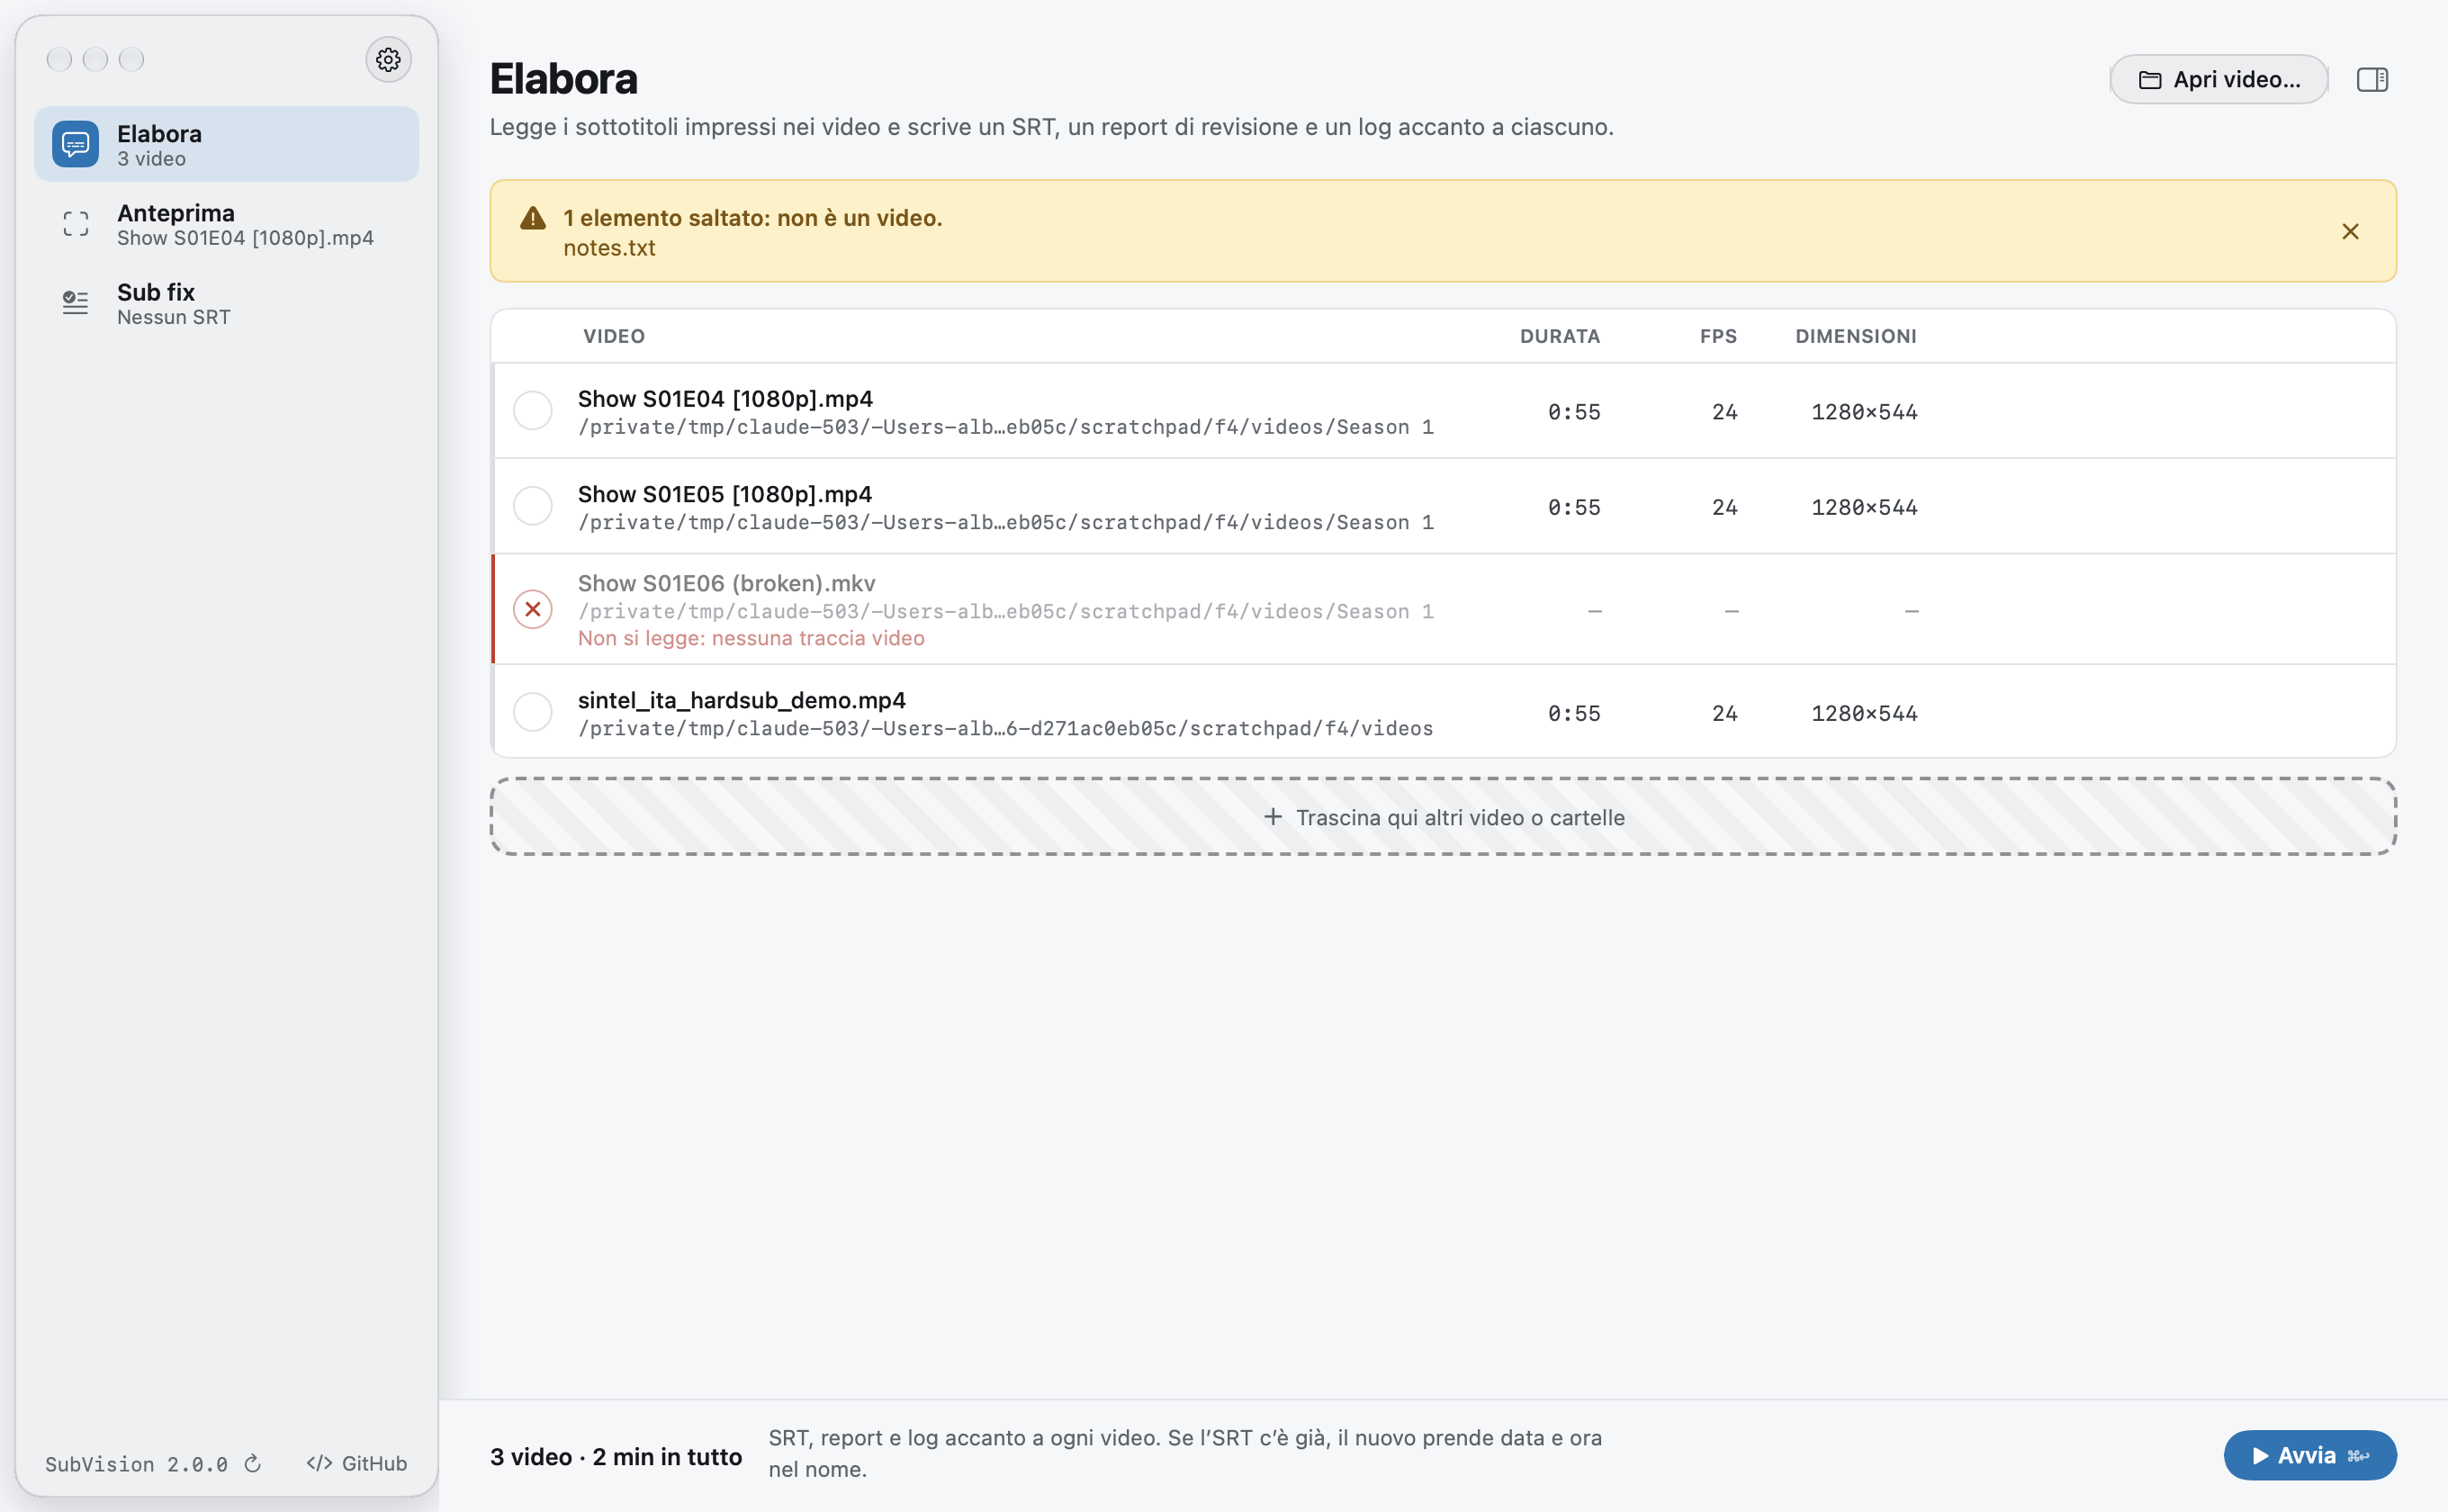 Elabora
3 video
Anteprima
Show S01E04 [1080p].mp4
Sub fix
Nessun SRT
SubVision 2.0.0
</> GitHub
Elabora
Legge i sottotitoli impressi nei video e scrive un SRT, un report di revisione e un log accanto a ciascuno.
Apri video…
1 elemento saltato: non è un video.
notes.txt
VIDEO DURATA FPS DIMENSIONI
Show S01E04 [1080p].mp4
/private/tmp/claude-503/-Users-alb…eb05c/scratchpad/f4/videos/Season 1
0:55 24 1280×544
Show S01E05 [1080p].mp4
/private/tmp/claude-503/-Users-alb…eb05c/scratchpad/f4/videos/Season 1
0:55 24 1280×544
Show S01E06 (broken).mkv
/private/tmp/claude-503/-Users-alb…eb05c/scratchpad/f4/videos/Season 1
Non si legge: nessuna traccia video
– – –
sintel_ita_hardsub_demo.mp4
/private/tmp/claude-503/-Users-alb…6-d271ac0eb05c/scratchpad/f4/videos
0:55 24 1280×544
+ Trascina qui altri video o cartelle
3 video · 2 min in tutto
SRT, report e log accanto a ogni video. Se l’SRT c’è già, il nuovo prende data e ora
nel nome.
Avvia ⌘↩